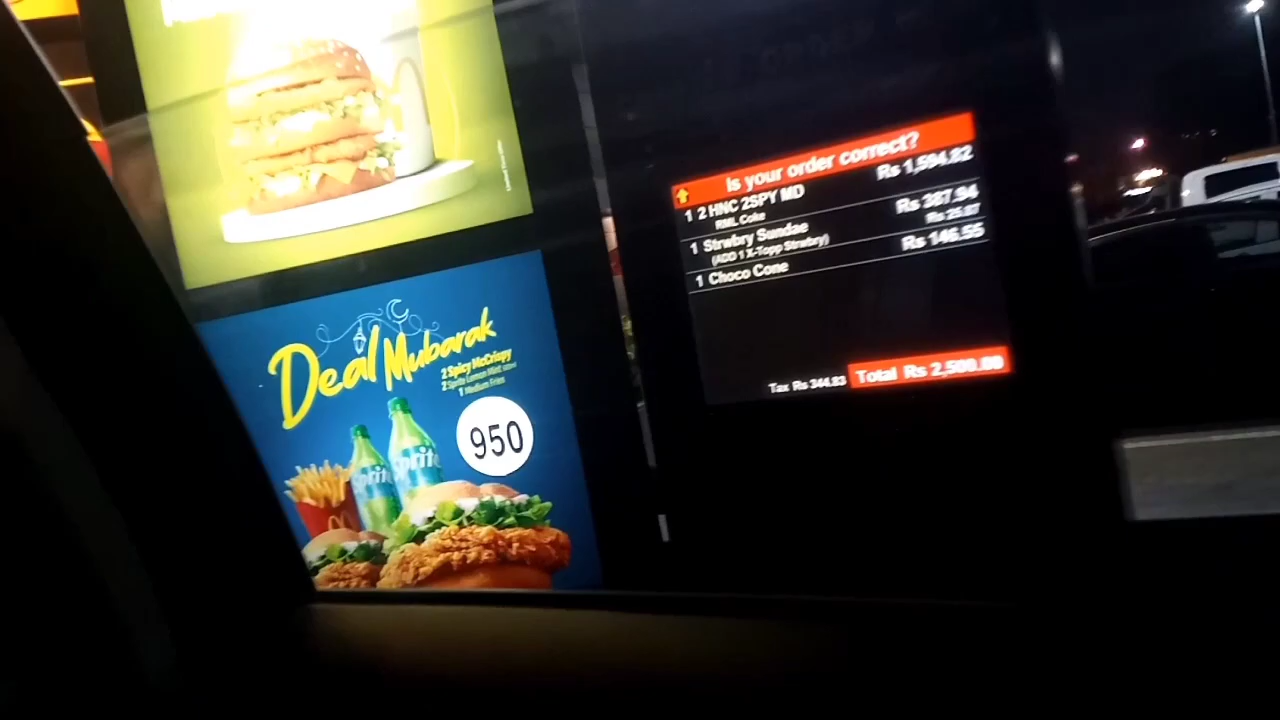 Deal Mubarak
2 Spicy McCrispy
2 Sprite Lemon Mint
1 Medium Fries
950
Sprite
Sprite
Is your order correct?
1 2 HNC 2SPY MD Rs 1,594.82
RML Coke
1 Strwbry Sundae Rs 387.94
(ADD 1 X-Topp Strwbry) Rs 25.87
1 Choco Cone Rs 146.55
Tax Rs 344.83 Total Rs 2,500.00